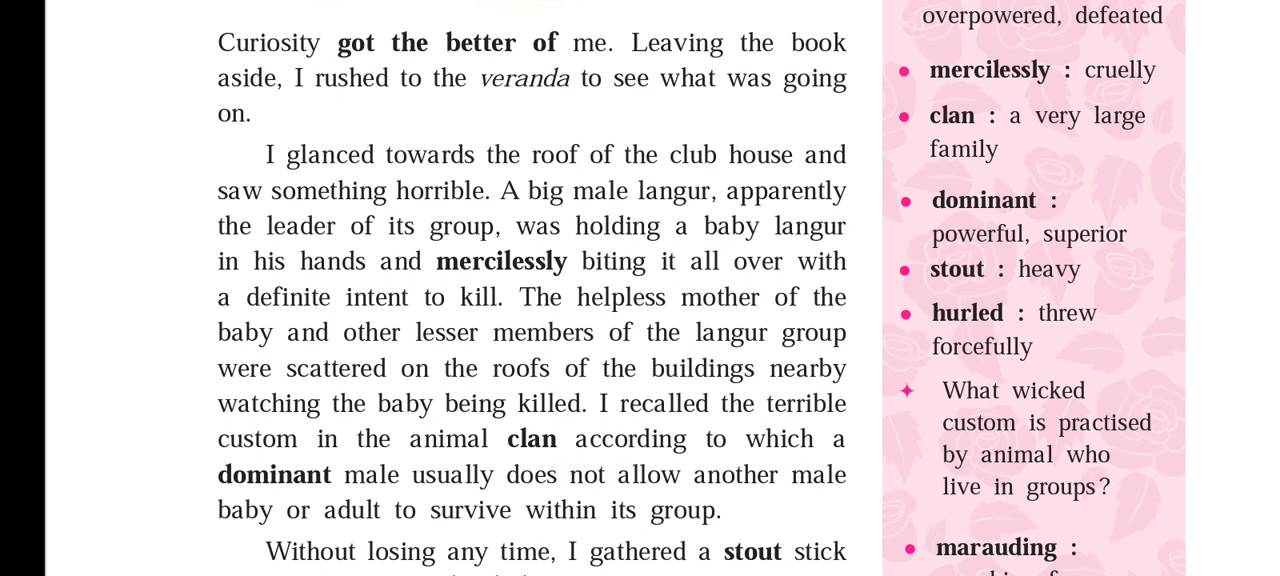 Curiosity got the better of me. Leaving the book
aside, I rushed to the veranda to see what was going
on.
I glanced towards the roof of the club house and
saw something horrible. A big male langur, apparently
the leader of its group, was holding a baby langur
in his hands and mercilessly biting it all over with
a definite intent to kill. The helpless mother of the
baby and other lesser members of the langur group
were scattered on the roofs of the buildings nearby
watching the baby being killed. I recalled the terrible
custom in the animal clan according to which a
dominant male usually does not allow another male
baby or adult to survive within its group.
Without losing any time, I gathered a stout stick
overpowered, defeated
• mercilessly : cruelly
• clan : a very large
family
• dominant :
powerful, superior
• stout : heavy
• hurled : threw
forcefully
✦ What wicked
custom is practised
by animal who
live in groups?
• marauding :